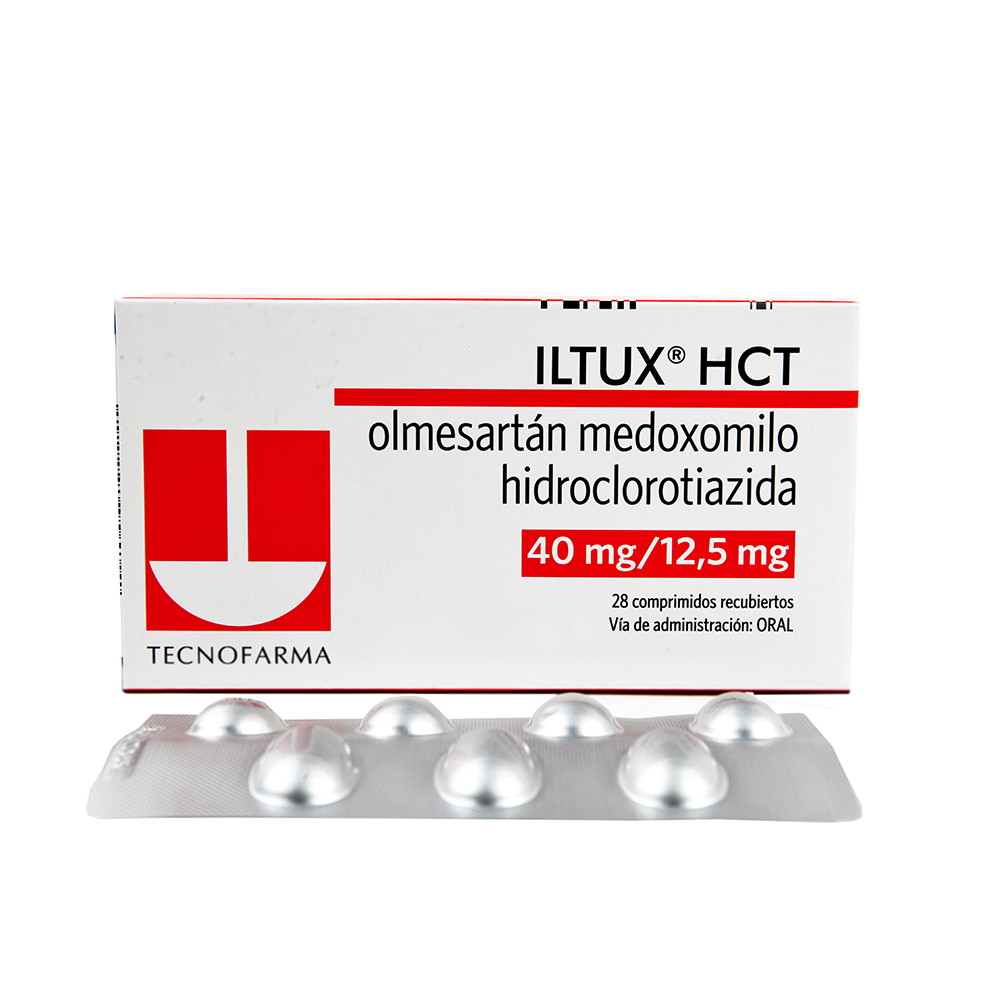 ILTUX® HCT
olmesartán medoxomilo
hidroclorotiazida
40 mg/12,5 mg
28 comprimidos recubiertos
Vía de administración: ORAL
TECNOFARMA